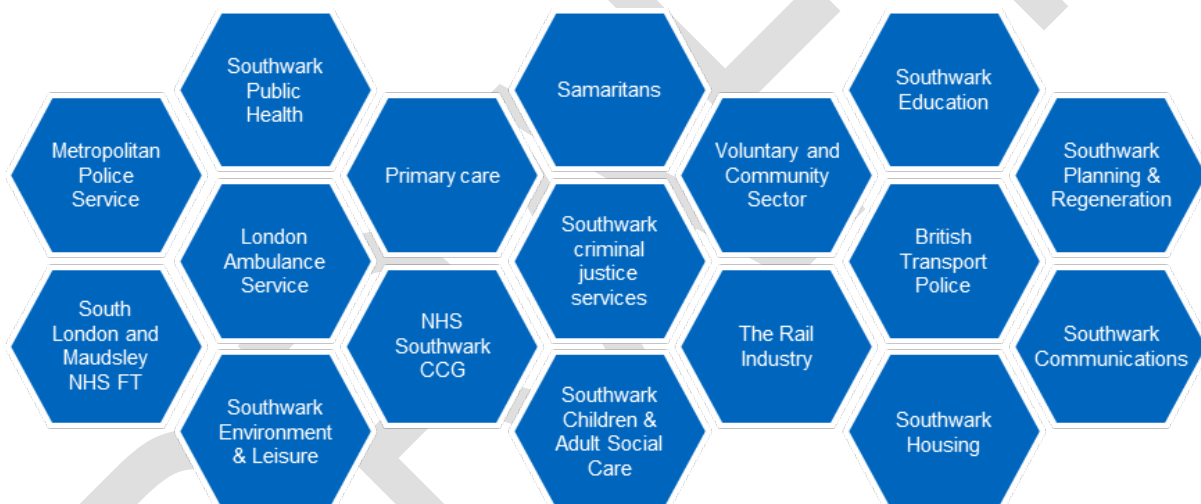 Southwark
Public
Health
Samaritans
Southwark
Education
Metropolitan
Police
Service
Primary care
Voluntary and
Community
Sector
Southwark
Planning &
Regeneration
London
Ambulance
Service
Southwark
criminal
justice
services
British
Transport
Police
South
London and
Maudsley
NHS FT
NHS
Southwark
CCG
The Rail
Industry
Southwark
Communications
Southwark
Environment
& Leisure
Southwark
Children &
Adult Social
Care
Southwark
Housing